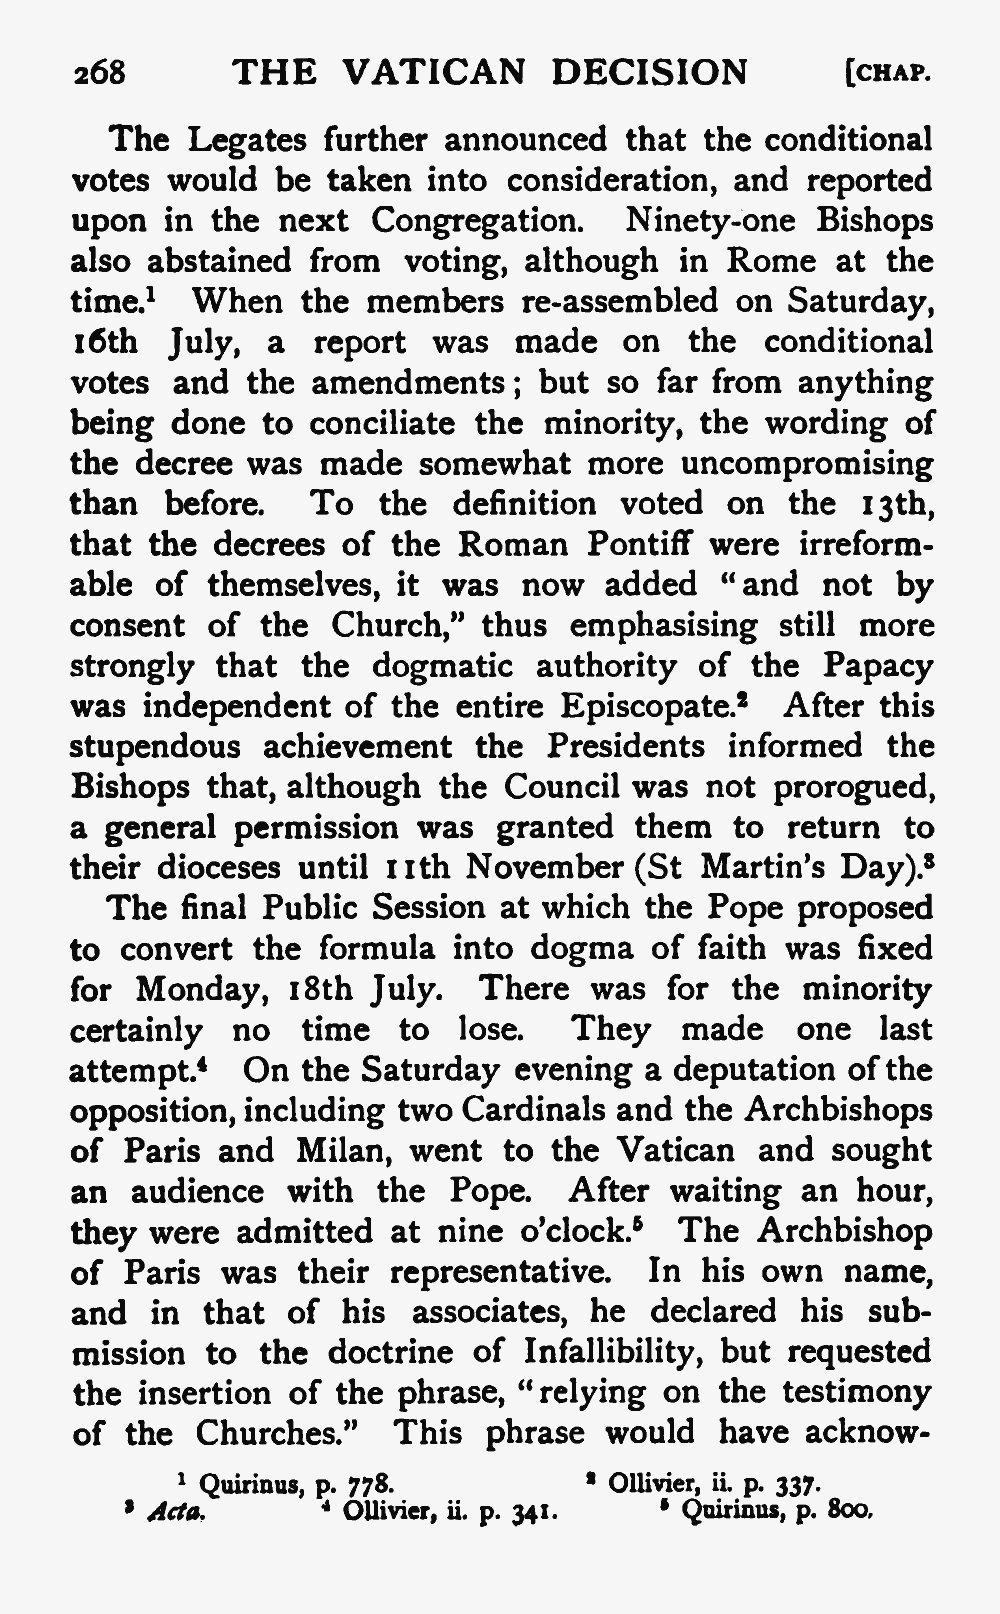 268 THE VATICAN DECISION [CHAP.
The Legates further announced that the conditional
votes would be taken into consideration, and reported
upon in the next Congregation. Ninety-one Bishops
also abstained from voting, although in Rome at the
time.¹ When the members re-assembled on Saturday,
16th July, a report was made on the conditional
votes and the amendments; but so far from anything
being done to conciliate the minority, the wording of
the decree was made somewhat more uncompromising
than before. To the definition voted on the 13th,
that the decrees of the Roman Pontiff were irreform-
able of themselves, it was now added "and not by
consent of the Church," thus emphasising still more
strongly that the dogmatic authority of the Papacy
was independent of the entire Episcopate.² After this
stupendous achievement the Presidents informed the
Bishops that, although the Council was not prorogued,
a general permission was granted them to return to
their dioceses until 11th November (St Martin's Day).³
The final Public Session at which the Pope proposed
to convert the formula into dogma of faith was fixed
for Monday, 18th July. There was for the minority
certainly no time to lose. They made one last
attempt.⁴ On the Saturday evening a deputation of the
opposition, including two Cardinals and the Archbishops
of Paris and Milan, went to the Vatican and sought
an audience with the Pope. After waiting an hour,
they were admitted at nine o'clock.⁵ The Archbishop
of Paris was their representative. In his own name,
and in that of his associates, he declared his sub-
mission to the doctrine of Infallibility, but requested
the insertion of the phrase, "relying on the testimony
of the Churches." This phrase would have acknow-
¹ Quirinus, p. 778. ² Ollivier, ii. p. 337.
³ Acta. ⁴ Ollivier, ii. p. 341. ⁵ Quirinus, p. 800.